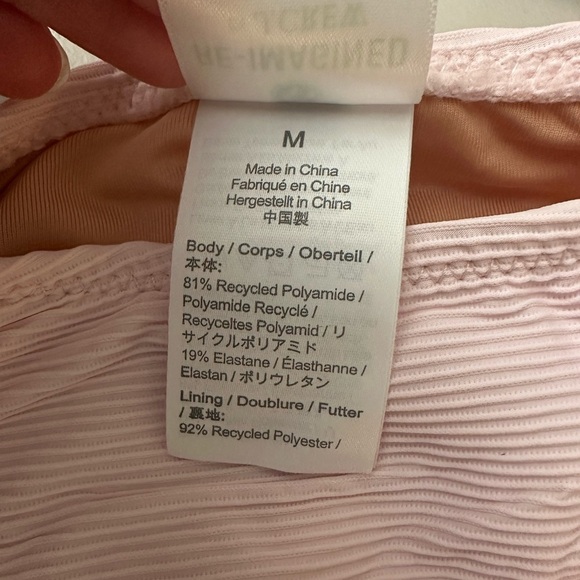 J.CREW
RE-IMAGINED
M
Made in China
Fabriqué en Chine
Hergestellt in China
中国製
Body / Corps / Oberteil /
本体:
81% Recycled Polyamide /
Polyamide Recyclé /
Recyceltes Polyamid / リ
サイクルポリアミド
19% Elastane / Élasthanne /
Elastan / ポリウレタン
Lining / Doublure / Futter
/ 裏地:
92% Recycled Polyester /